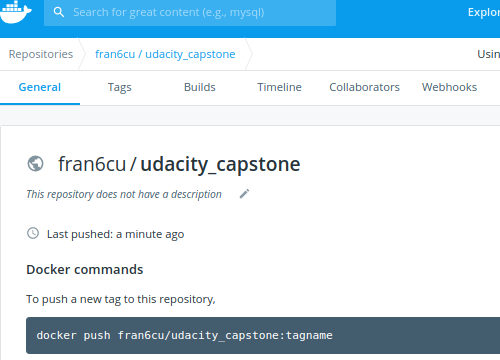 Search for great content (e.g., mysql)
Explor
Repositories fran6cu / udacity_capstone Usin
General Tags Builds Timeline Collaborators Webhooks
fran6cu / udacity_capstone
This repository does not have a description
Last pushed: a minute ago
Docker commands
To push a new tag to this repository,
docker push fran6cu/udacity_capstone:tagname